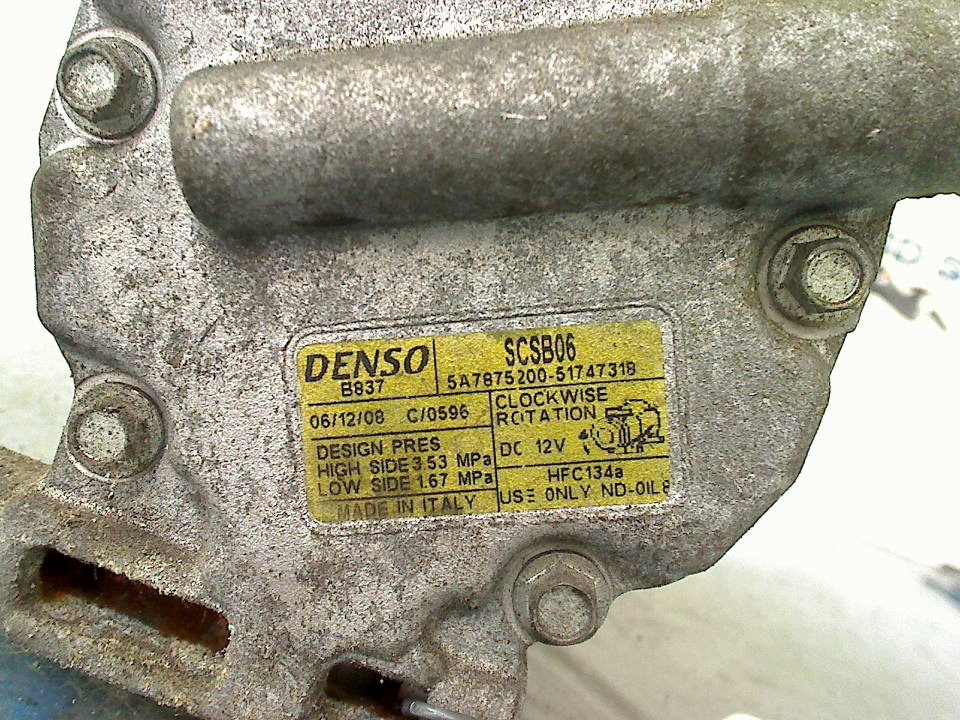 DENSO
B837
SCSB06
5A7875200-51747318
06/12/08 C/0596
CLOCKWISE
ROTATION
DC 12V
DESIGN PRES
HIGH SIDE 3.53 MPa
LOW SIDE 1.67 MPa
MADE IN ITALY
HFC134a
USE ONLY ND-OIL8